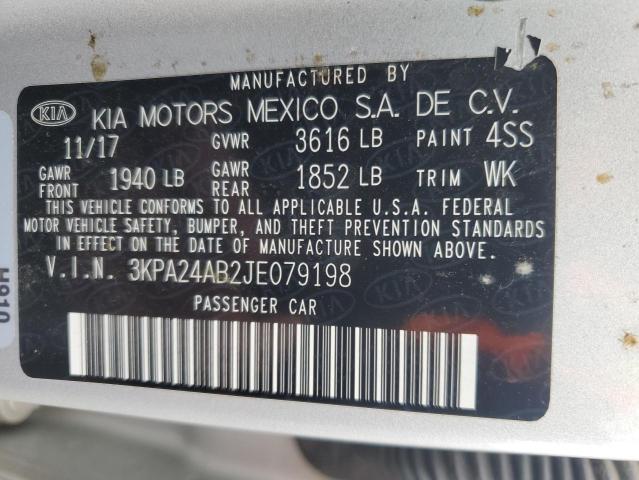 MANUFACTURED BY
KIA KIA MOTORS MEXICO S.A. DE C.V.
11/17 GVWR 3616 LB PAINT 4SS
GAWR FRONT 1940 LB GAWR REAR 1852 LB TRIM WK
THIS VEHICLE CONFORMS TO ALL APPLICABLE U.S.A. FEDERAL
MOTOR VEHICLE SAFETY, BUMPER, AND THEFT PREVENTION STANDARDS
IN EFFECT ON THE DATE OF MANUFACTURE SHOWN ABOVE.
V.I.N. 3KPA24AB2JE079198
PASSENGER CAR
H910